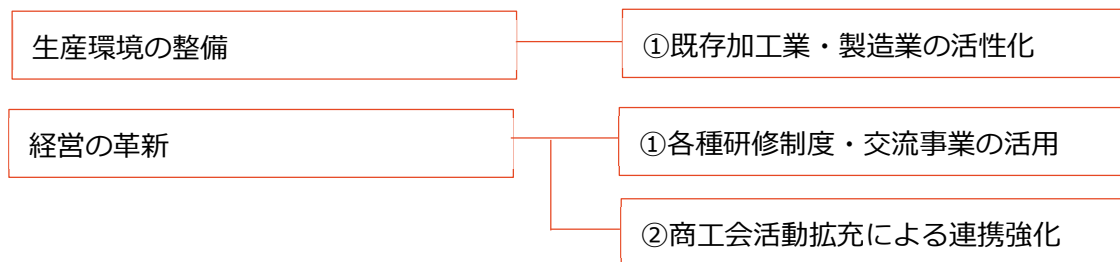 生産環境の整備
①既存加工業・製造業の活性化
経営の革新
①各種研修制度・交流事業の活用
②商工会活動拡充による連携強化